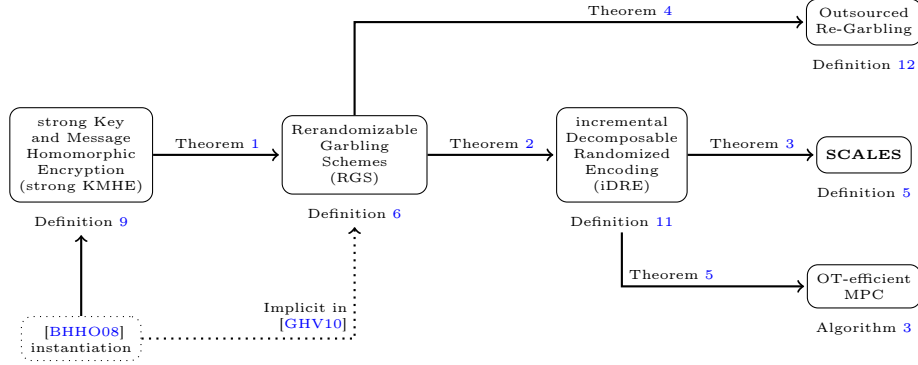 Theorem 4
Outsourced
Re-Garbling
Definition 12
strong Key
and Message
Homomorphic
Encryption
(strong KMHE)
Definition 9
Theorem 1
Rerandomizable
Garbling
Schemes
(RGS)
Definition 6
Theorem 2
incremental
Decomposable
Randomized
Encoding
(iDRE)
Definition 11
Theorem 3
SCALES
Definition 5
Theorem 5
OT-efficient
MPC
Algorithm 3
Implicit in
[GHV10]
[BHHO08]
instantiation